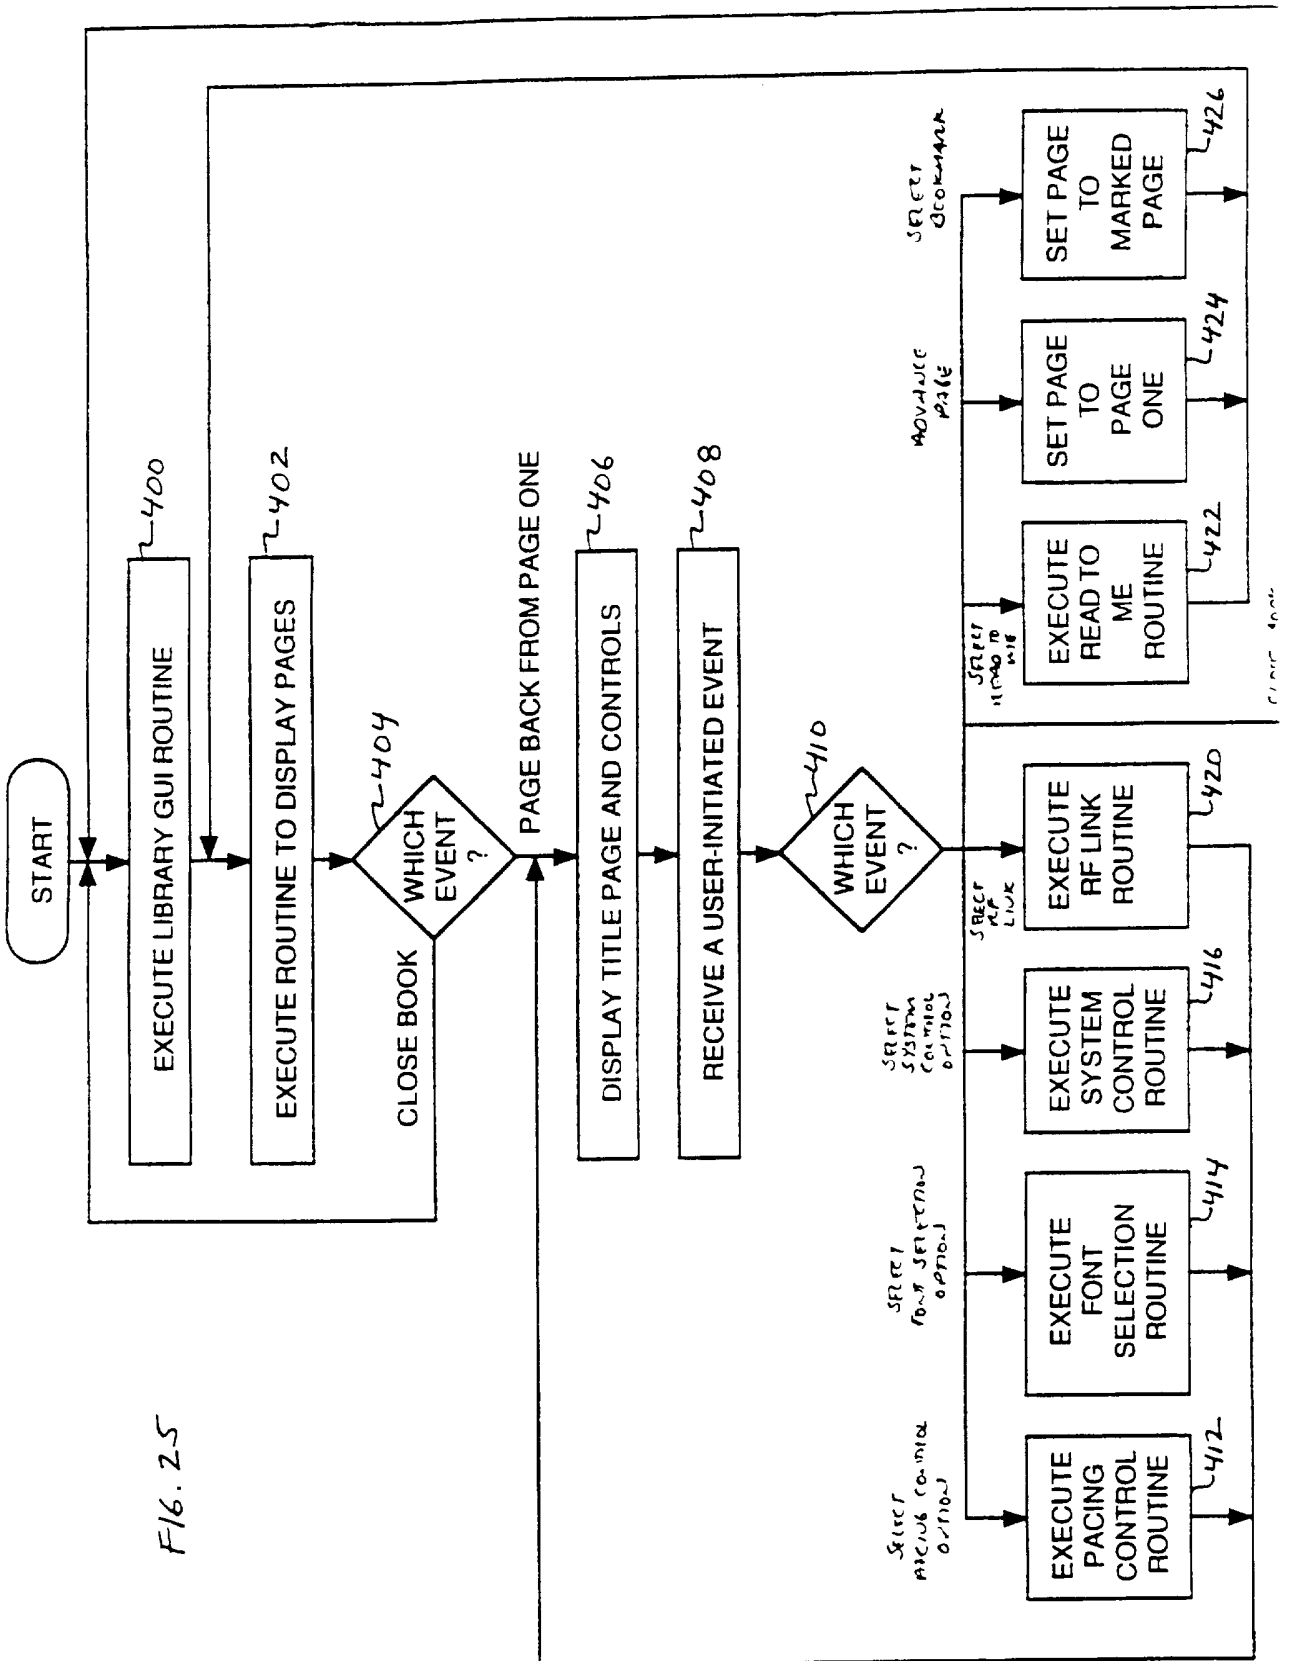 FIG. 25
START
EXECUTE LIBRARY GUI ROUTINE
400
EXECUTE ROUTINE TO DISPLAY PAGES
402
WHICH
EVENT
?
404
CLOSE BOOK
PAGE BACK FROM PAGE ONE
DISPLAY TITLE PAGE AND CONTROLS
406
RECEIVE A USER-INITIATED EVENT
408
WHICH
EVENT
?
410
SELECT
PACING CONTROL
OPTION
EXECUTE
PACING
CONTROL
ROUTINE
412
SELECT
FONT SELECTION
OPTION
EXECUTE
FONT
SELECTION
ROUTINE
414
SELECT
SYSTEM
CONTROL
OPTION
EXECUTE
SYSTEM
CONTROL
ROUTINE
416
SELECT
RF
LINK
EXECUTE
RF LINK
ROUTINE
420
SELECT
READ TO
ME
EXECUTE
READ TO
ME
ROUTINE
422
ADVANCE
PAGE
SET PAGE
TO
PAGE
ONE
424
SELECT
BOOKMARK
SET PAGE
TO
MARKED
PAGE
426